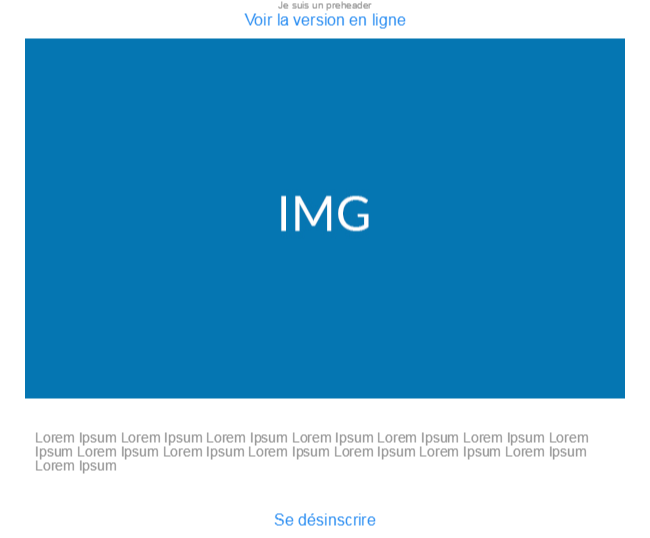 Je suis un preheader
Voir la version en ligne
IMG
Lorem Ipsum Lorem Ipsum Lorem Ipsum Lorem Ipsum Lorem Ipsum Lorem Ipsum Lorem
Ipsum Lorem Ipsum Lorem Ipsum Lorem Ipsum Lorem Ipsum Lorem Ipsum Lorem Ipsum
Lorem Ipsum
Se désinscrire